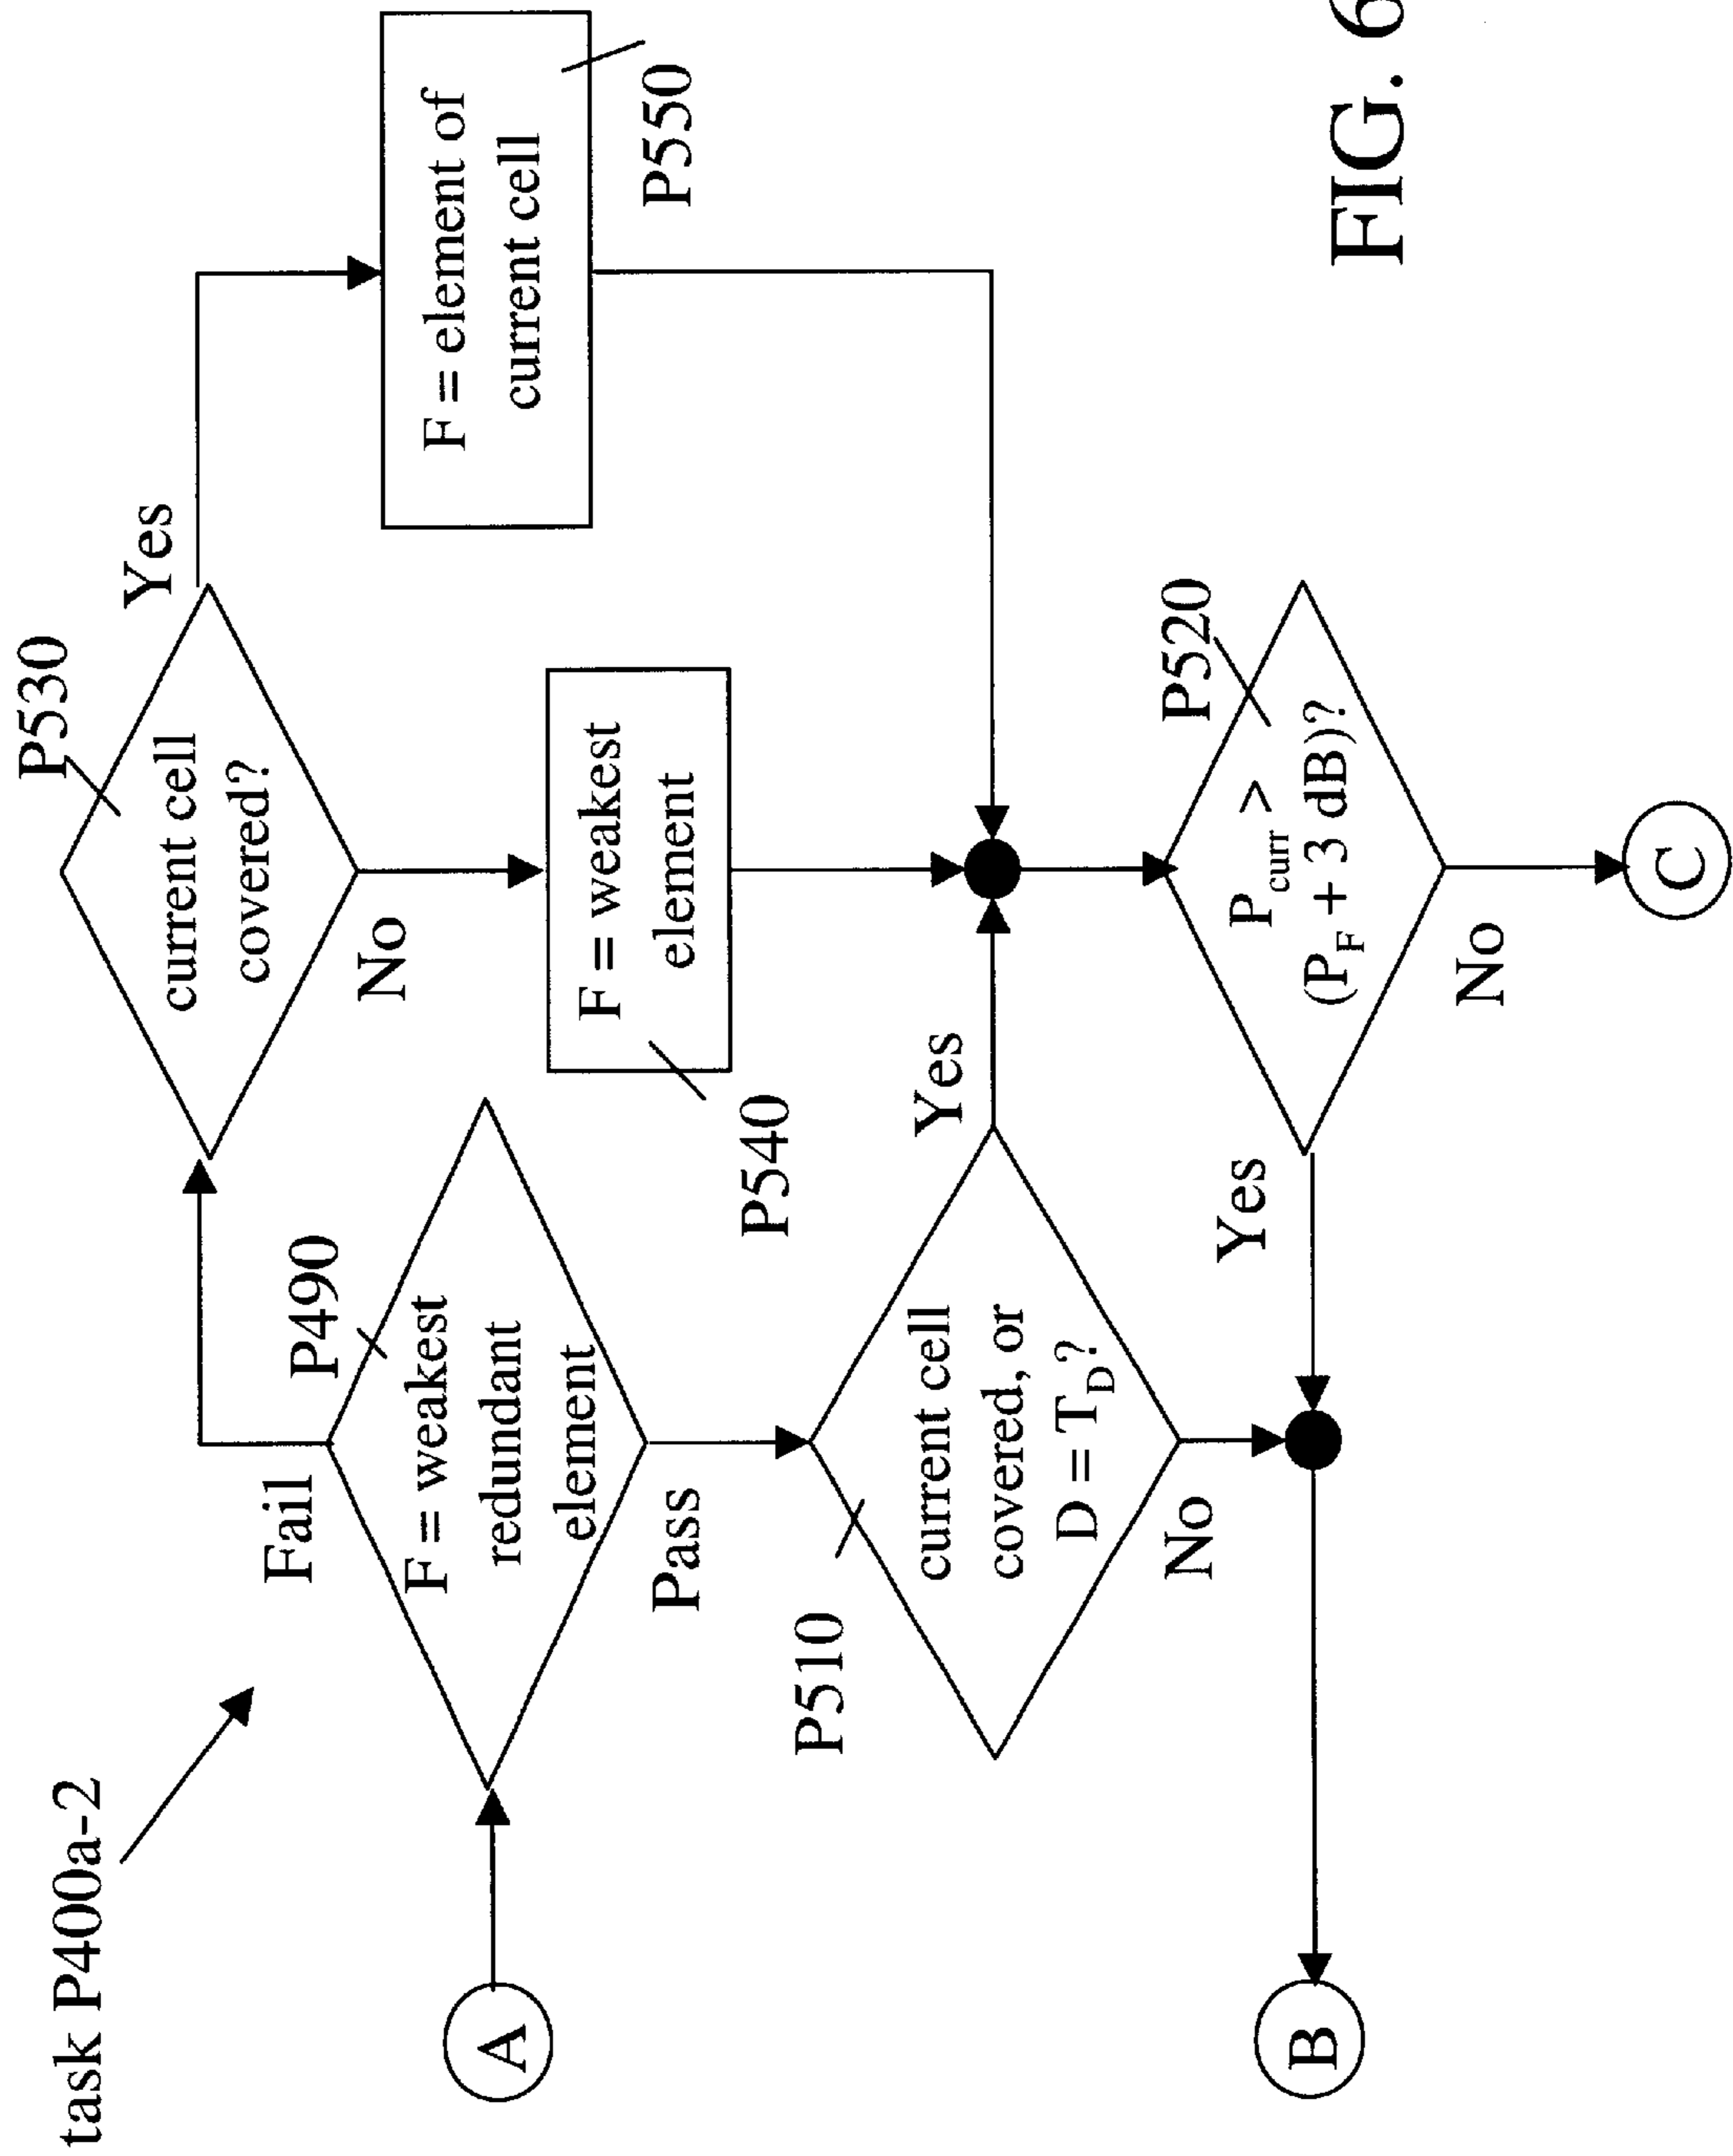 task P400a-2
P530
current cell
covered?
Yes
No
Fail
P490
F = weakest
redundant
element
Pass
A
F = element of
current cell
P550
F = weakest
element
P540
P510
current cell
covered, or
D = T_D?
Yes
No
P520
P_curr >
(P_F + 3 dB)?
Yes
No
B
C
FIG. 6